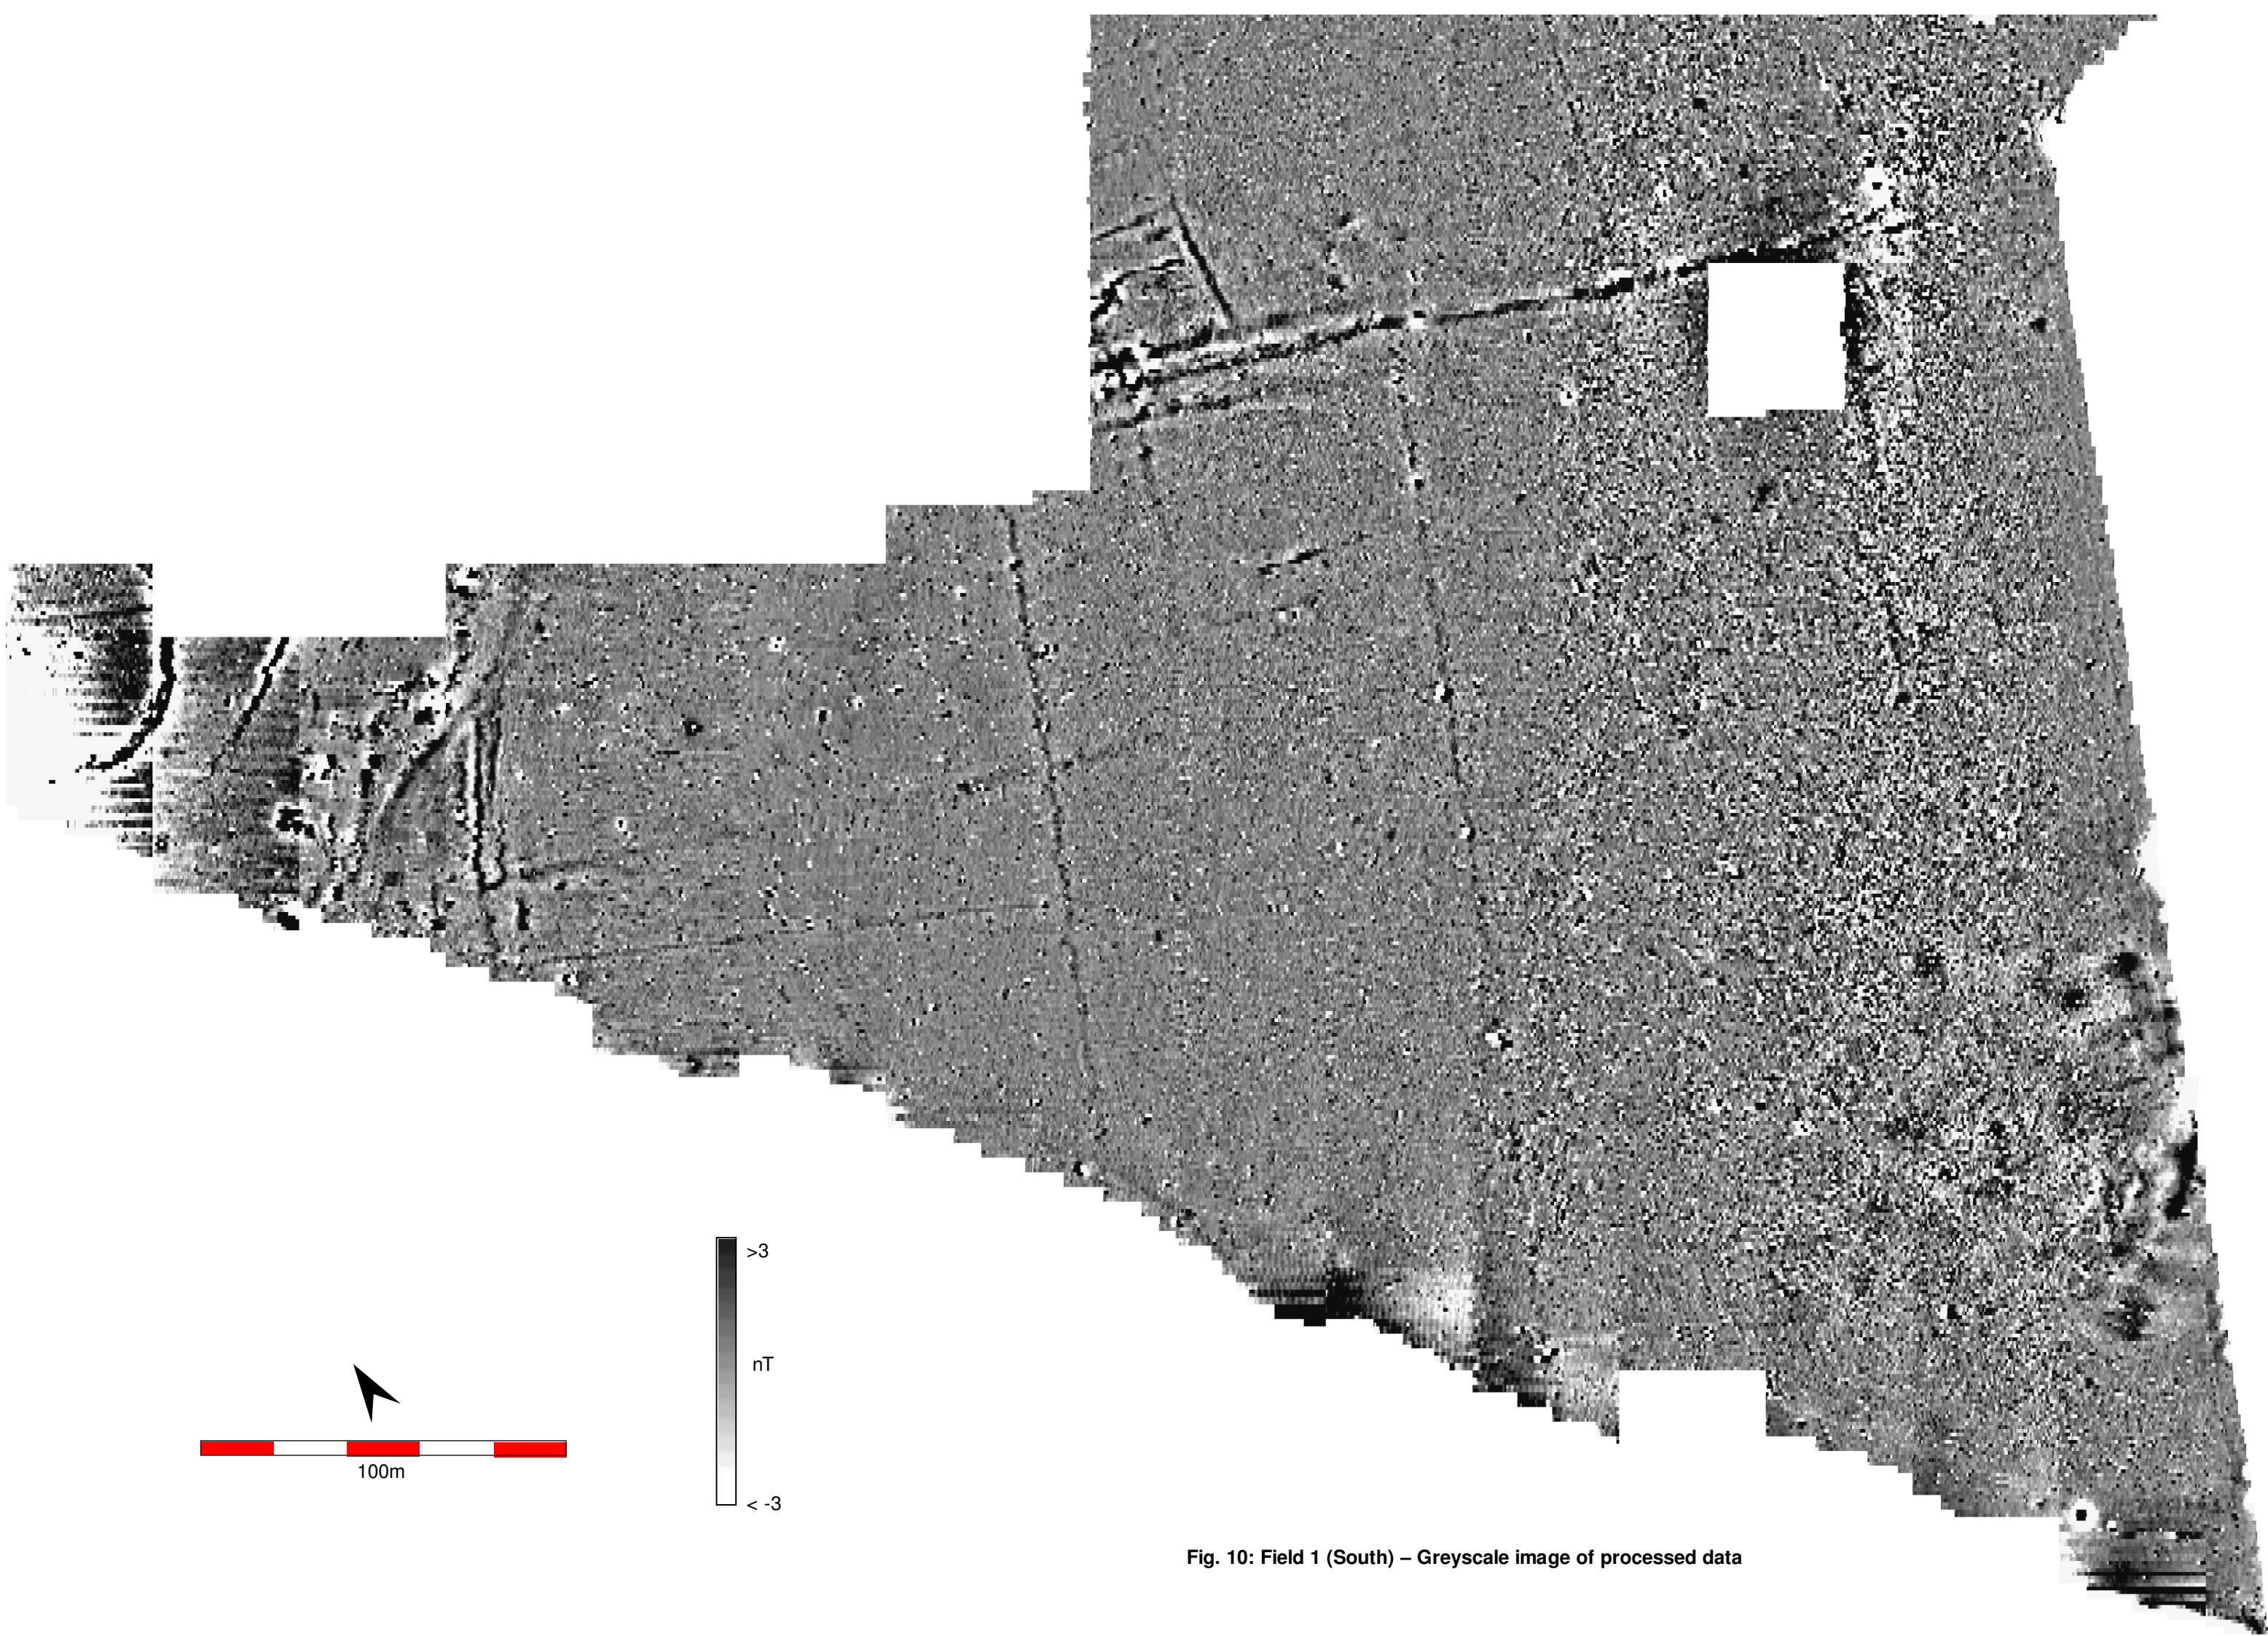 >3
nT
100m
< -3
Fig. 10: Field 1 (South) – Greyscale image of processed data